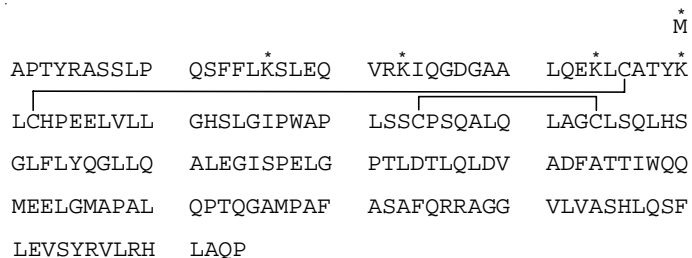 *
M
* * * *
APTYRASSLP QSFFLKSLEQ VRKIQGDGAA LQEKLCATYK
LCHPEELVLL GHSLGIPWAP LSSCPSQALQ LAGCLSQLHS
GLFLYQGLLQ ALEGISPELG PTLDTLQLDV ADFATTIWQQ
MEELGMAPAL QPTQGAMPAF ASAFQRRAGG VLVASHLQSF
LEVSYRVLRH LAQP